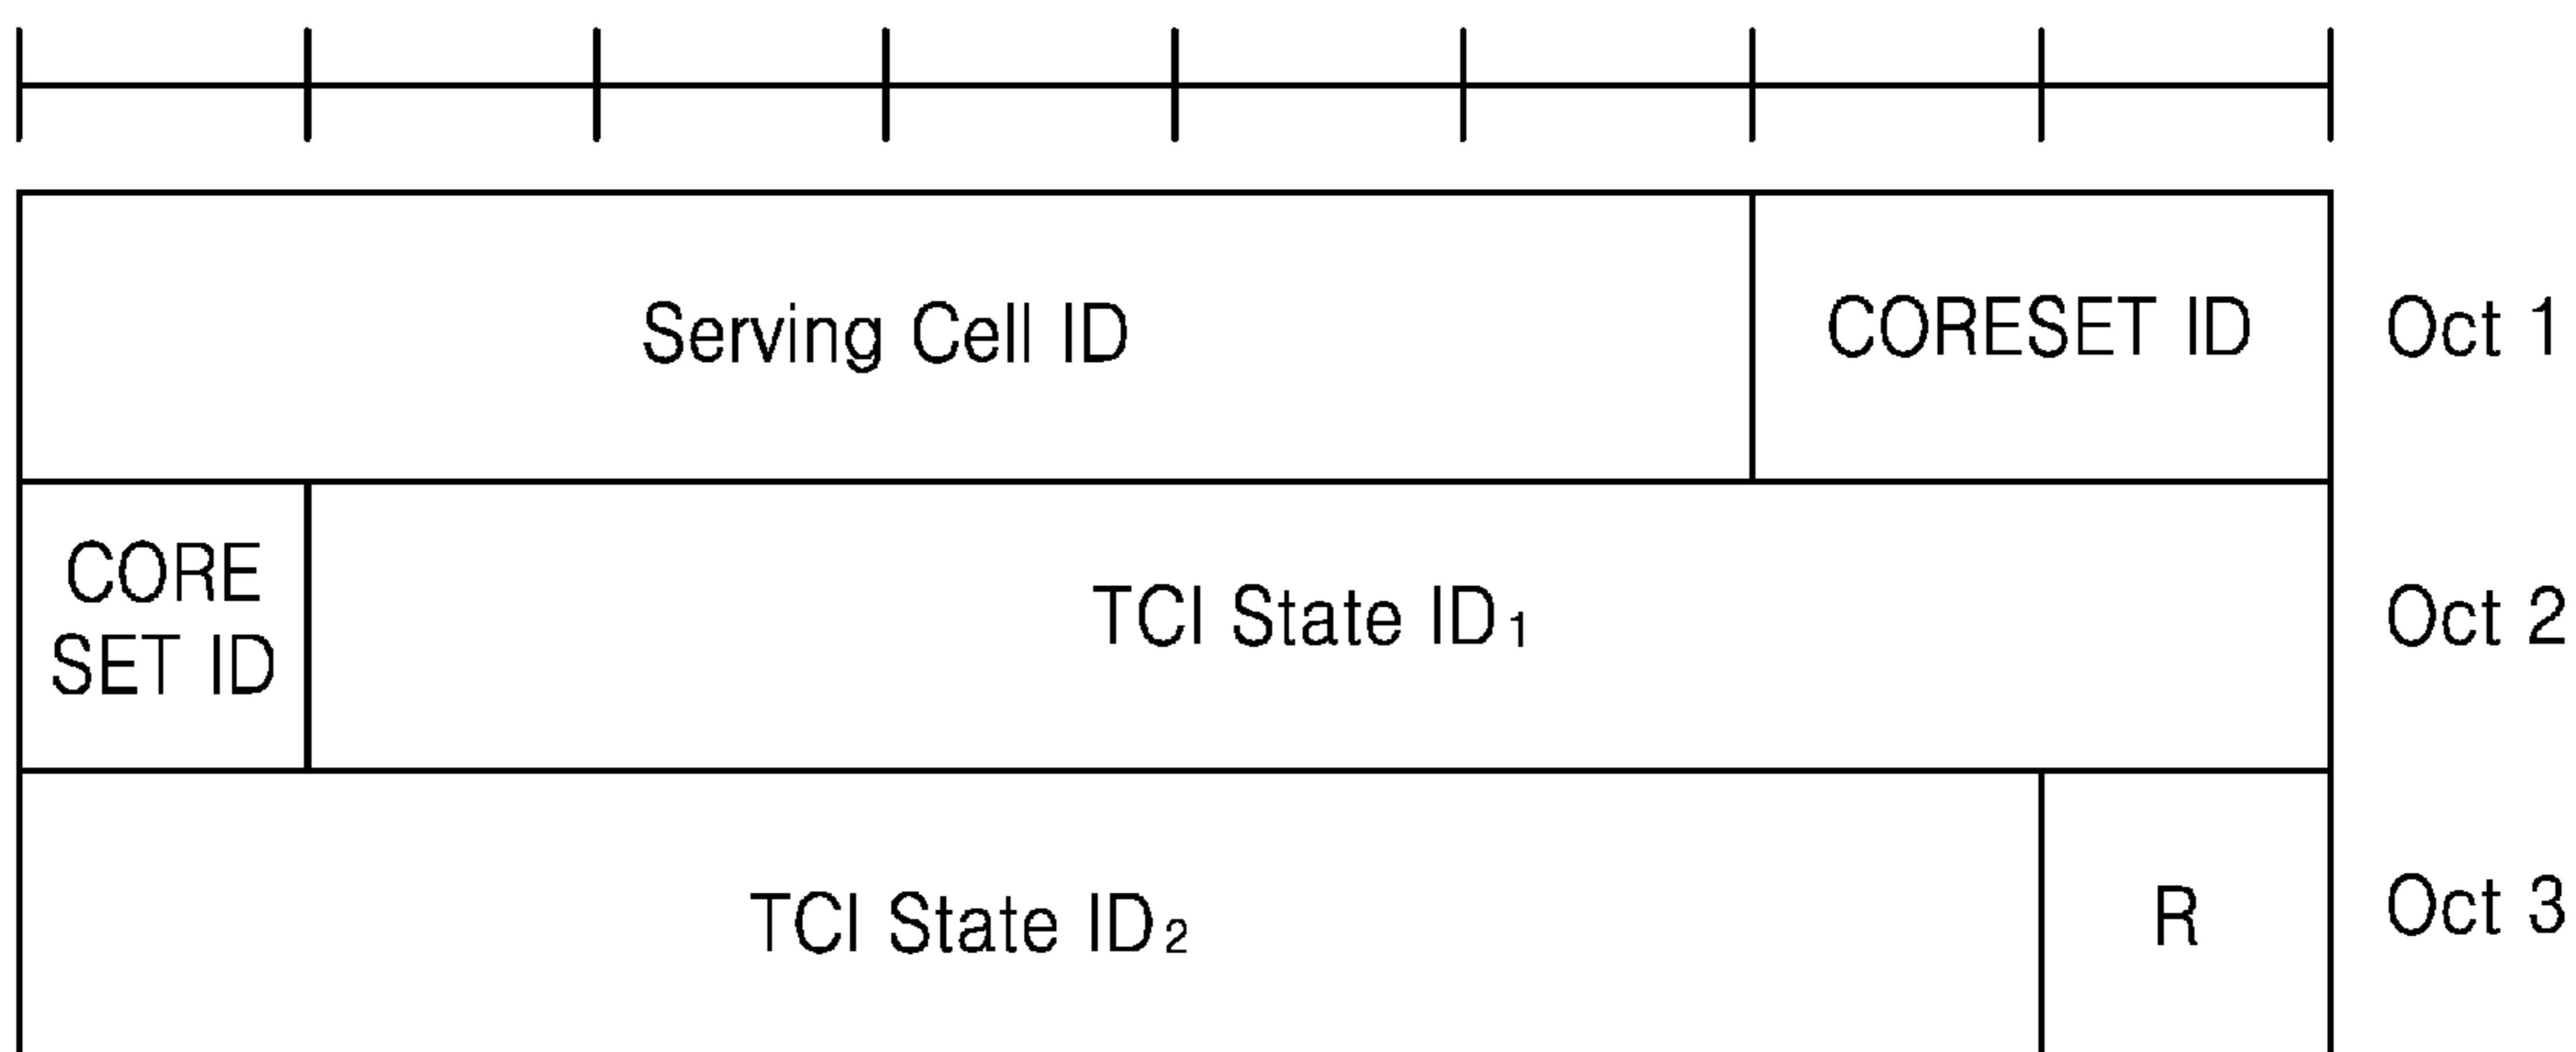 Serving Cell ID CORESET ID Oct 1
CORE
SET ID
TCI State ID₁ Oct 2
TCI State ID₂ R Oct 3